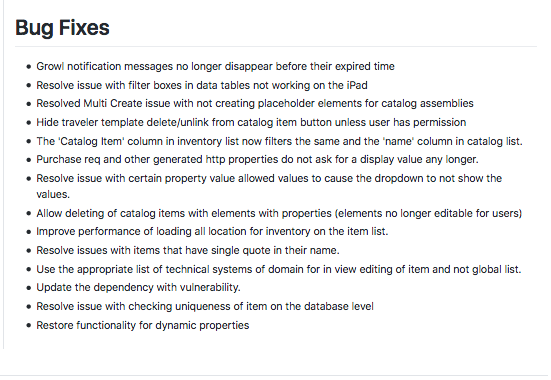 Bug Fixes
Growl notification messages no longer disappear before their expired time
Resolve issue with filter boxes in data tables not working on the iPad
Resolved Multi Create issue with not creating placeholder elements for catalog assemblies
Hide traveler template delete/unlink from catalog item button unless user has permission
The 'Catalog Item' column in inventory list now filters the same and the 'name' column in catalog list.
Purchase req and other generated http properties do not ask for a display value any longer.
Resolve issue with certain property value allowed values to cause the dropdown to not show the
values.
Allow deleting of catalog items with elements with properties (elements no longer editable for users)
Improve performance of loading all location for inventory on the item list.
Resolve issues with items that have single quote in their name.
Use the appropriate list of technical systems of domain for in view editing of item and not global list.
Update the dependency with vulnerability.
Resolve issue with checking uniqueness of item on the database level
Restore functionality for dynamic properties